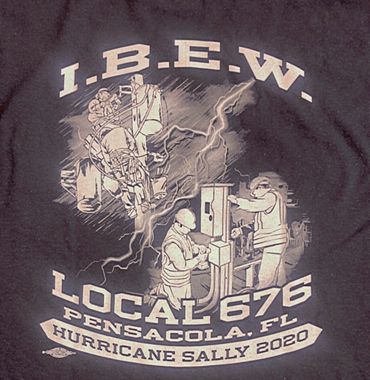 I.B.E.W.
LOCAL 676
PENSACOLA, FL
HURRICANE SALLY 2020